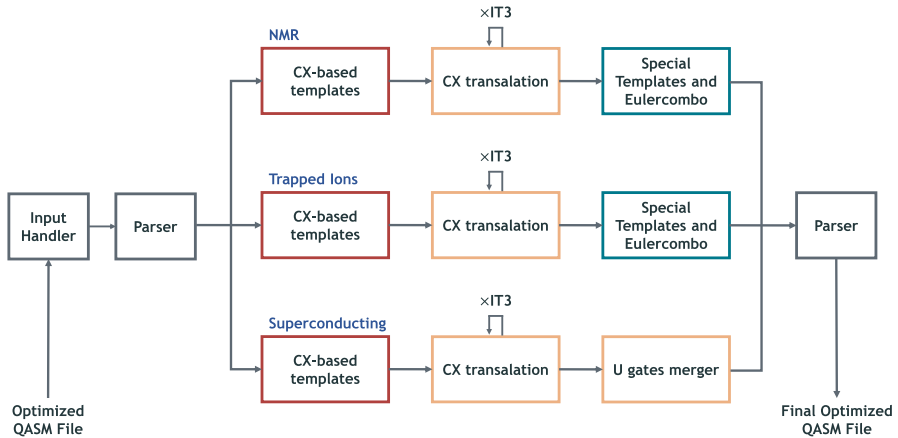 ×IT3
NMR
CX-based
templates
CX transalation
Special
Templates and
Eulercombo
×IT3
Trapped Ions
Input
Handler
Parser
CX-based
templates
CX transalation
Special
Templates and
Eulercombo
Parser
×IT3
Superconducting
CX-based
templates
CX transalation
U gates merger
Optimized
QASM File
Final Optimized
QASM File